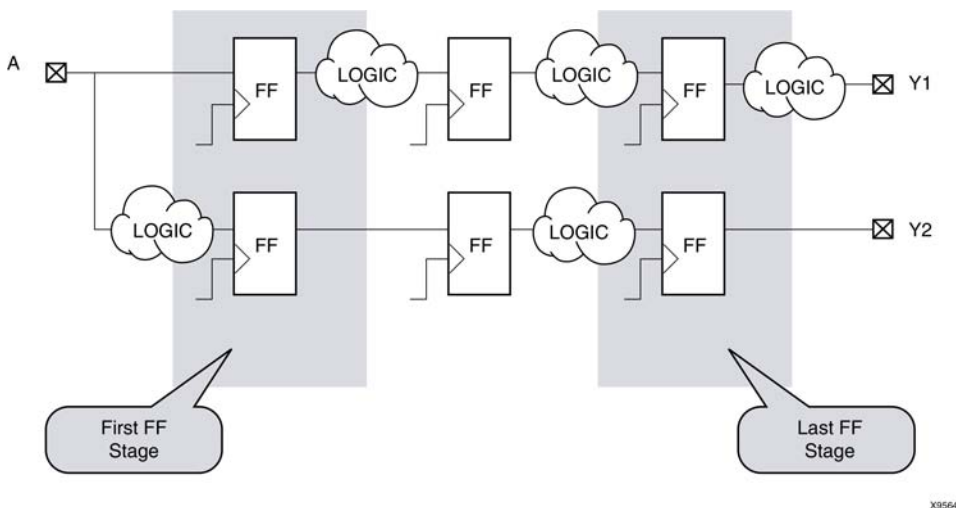 A
FF
LOGIC
FF
LOGIC
FF
LOGIC
Y1
LOGIC
FF
FF
LOGIC
FF
Y2
First FF
Stage
Last FF
Stage
X9564